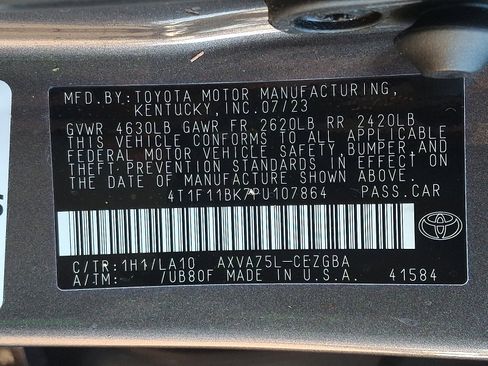 MFD.BY:TOYOTA MOTOR MANUFACTURING,
KENTUCKY, INC. 07/23
GVWR 4630LB GAWR FR 2620LB RR 2420LB
THIS VEHICLE CONFORMS TO ALL APPLICABLE
FEDERAL MOTOR VEHICLE SAFETY, BUMPER, AND
THEFT PREVENTION STANDARDS IN EFFECT ON
THE DATE OF MANUFACTURE SHOWN ABOVE.
4T1F11BK7PU107864 PASS.CAR
C/TR:1H1/LA10 AXVA75L-CEZGBA
A/TM: /UB80F MADE IN U.S.A. 41584